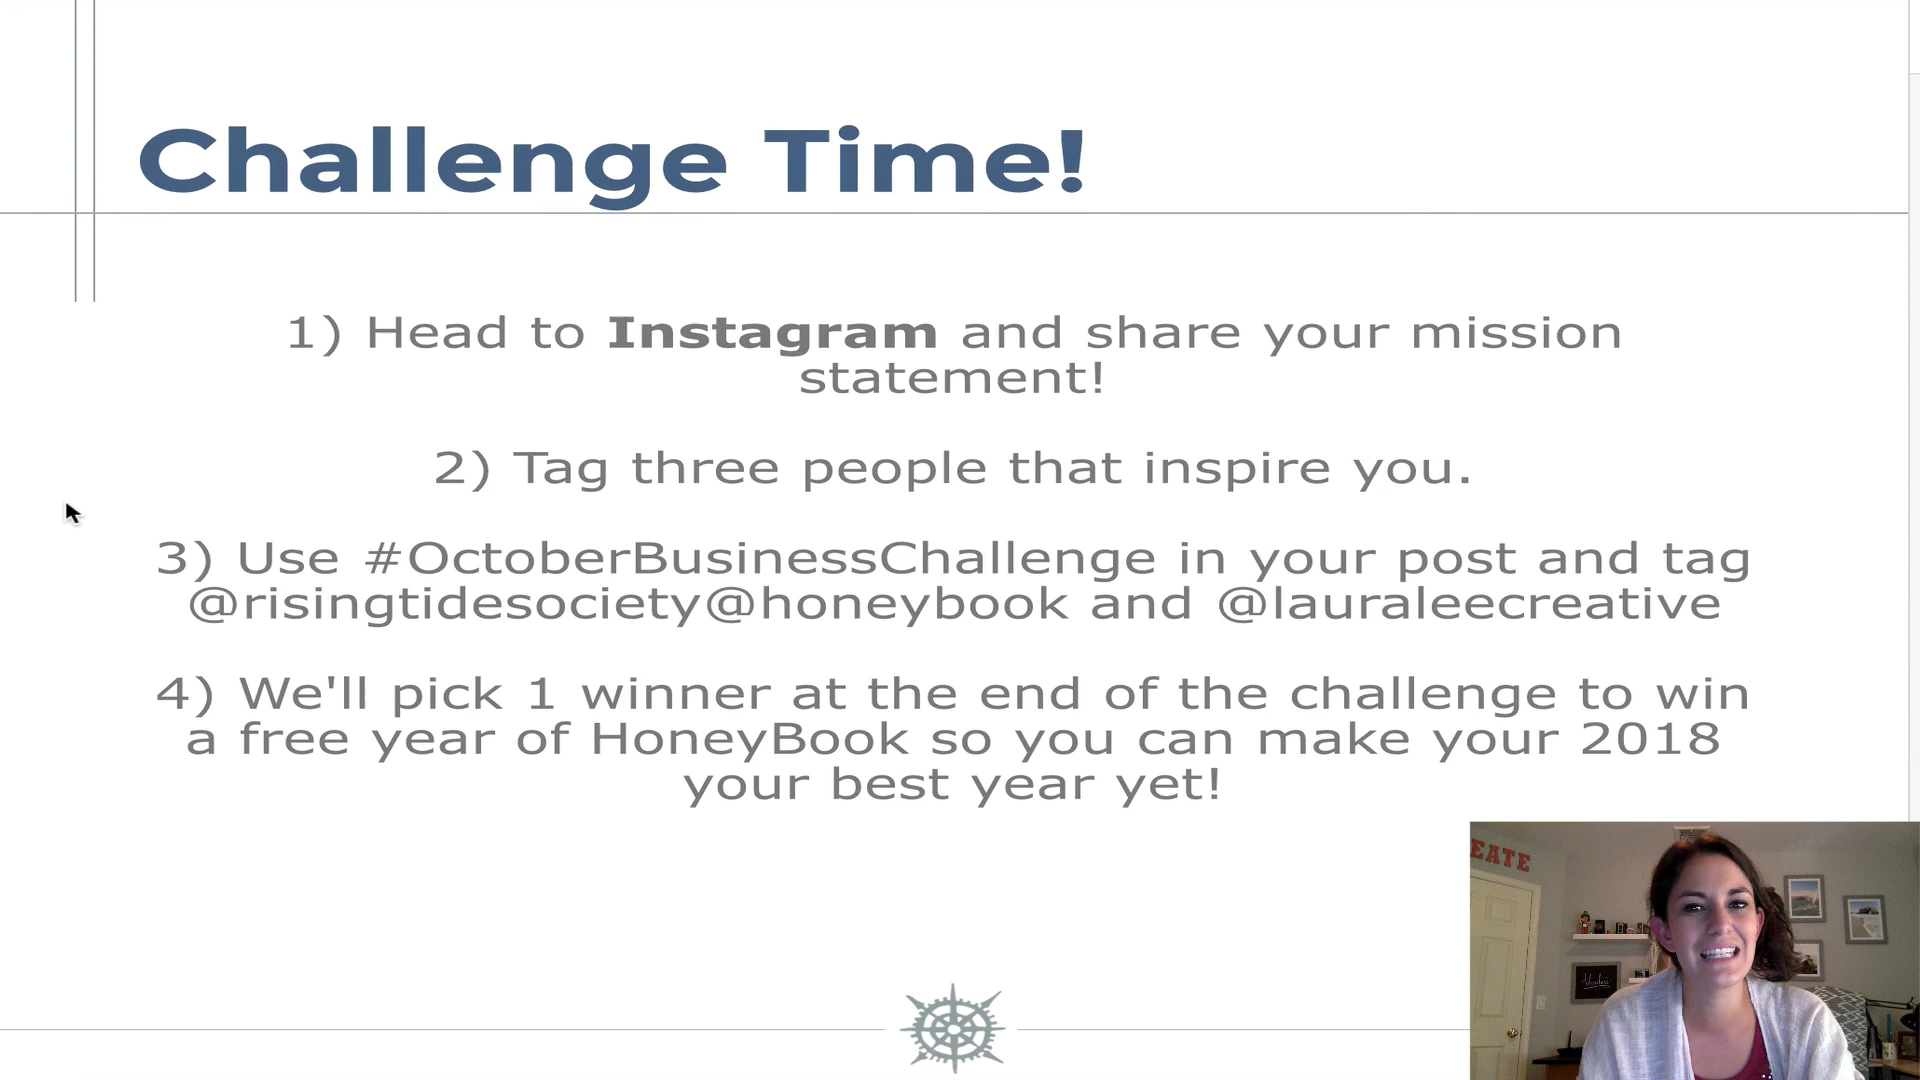 Challenge Time!
1) Head to Instagram and share your mission
statement!
2) Tag three people that inspire you.
3) Use #OctoberBusinessChallenge in your post and tag
@risingtidesociety@honeybook and @lauraleecreative
4) We'll pick 1 winner at the end of the challenge to win
a free year of HoneyBook so you can make your 2018
your best year yet!
EATE